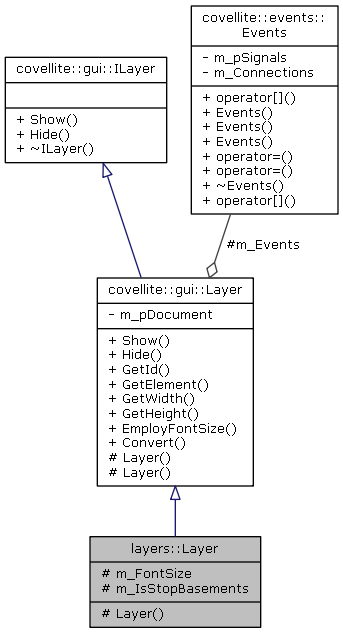 covellite::events::
Events
- m_pSignals
- m_Connections
+ operator[]()
+ Events()
+ Events()
+ Events()
+ operator=()
+ operator=()
+ ~Events()
+ operator[]()
covellite::gui::ILayer
+ Show()
+ Hide()
+ ~ILayer()
#m_Events
covellite::gui::Layer
- m_pDocument
+ Show()
+ Hide()
+ GetId()
+ GetElement()
+ GetWidth()
+ GetHeight()
+ EmployFontSize()
+ Convert()
# Layer()
# Layer()
layers::Layer
# m_FontSize
# m_IsStopBasements
# Layer()